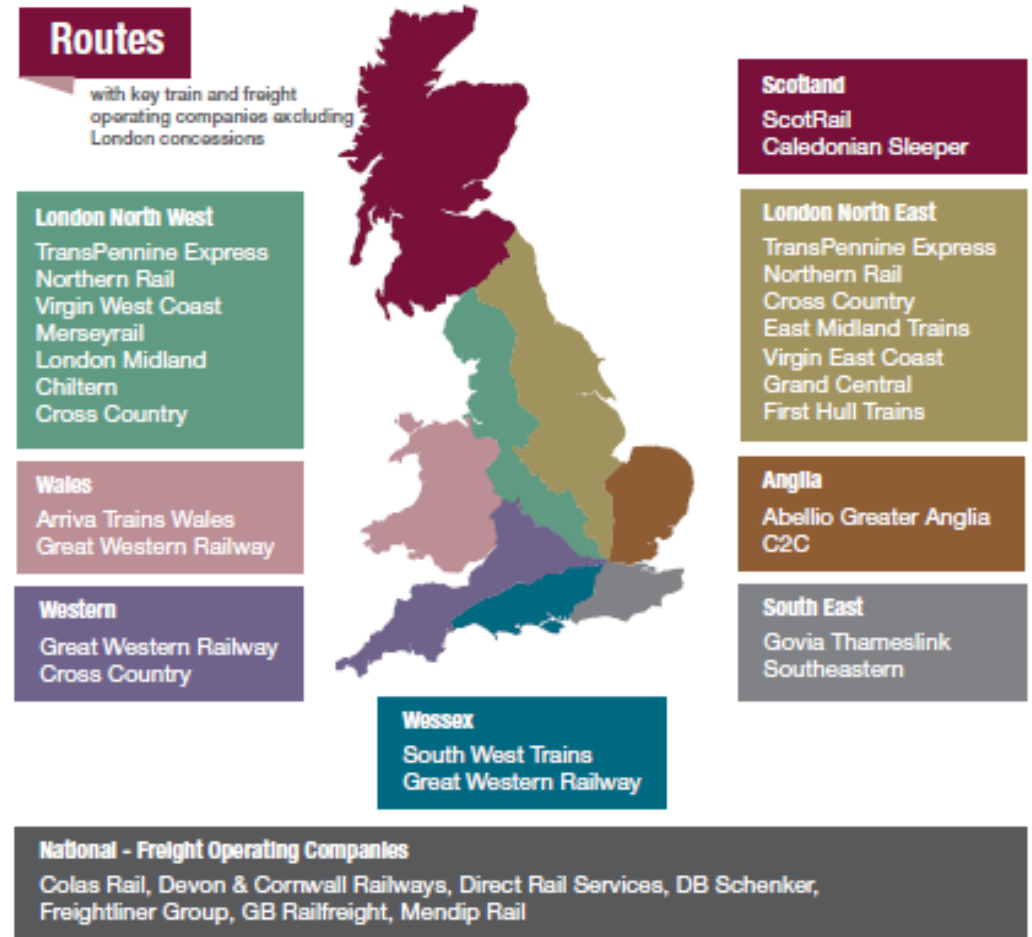 Routes
with key train and freight
operating companies excluding
London concessions
Scotland
ScotRail
Caledonian Sleeper
London North West
TransPennine Express
Northern Rail
Virgin West Coast
Merseyrail
London Midland
Chiltern
Cross Country
London North East
TransPennine Express
Northern Rail
Cross Country
East Midland Trains
Virgin East Coast
Grand Central
First Hull Trains
Wales
Arriva Trains Wales
Great Western Railway
Anglia
Abellio Greater Anglia
C2C
Western
Great Western Railway
Cross Country
South East
Govia Thameslink
Southeastern
Wessex
South West Trains
Great Western Railway
National - Freight Operating Companies
Colas Rail, Devon & Cornwall Railways, Direct Rail Services, DB Schenker,
Freightliner Group, GB Railfreight, Mendip Rail